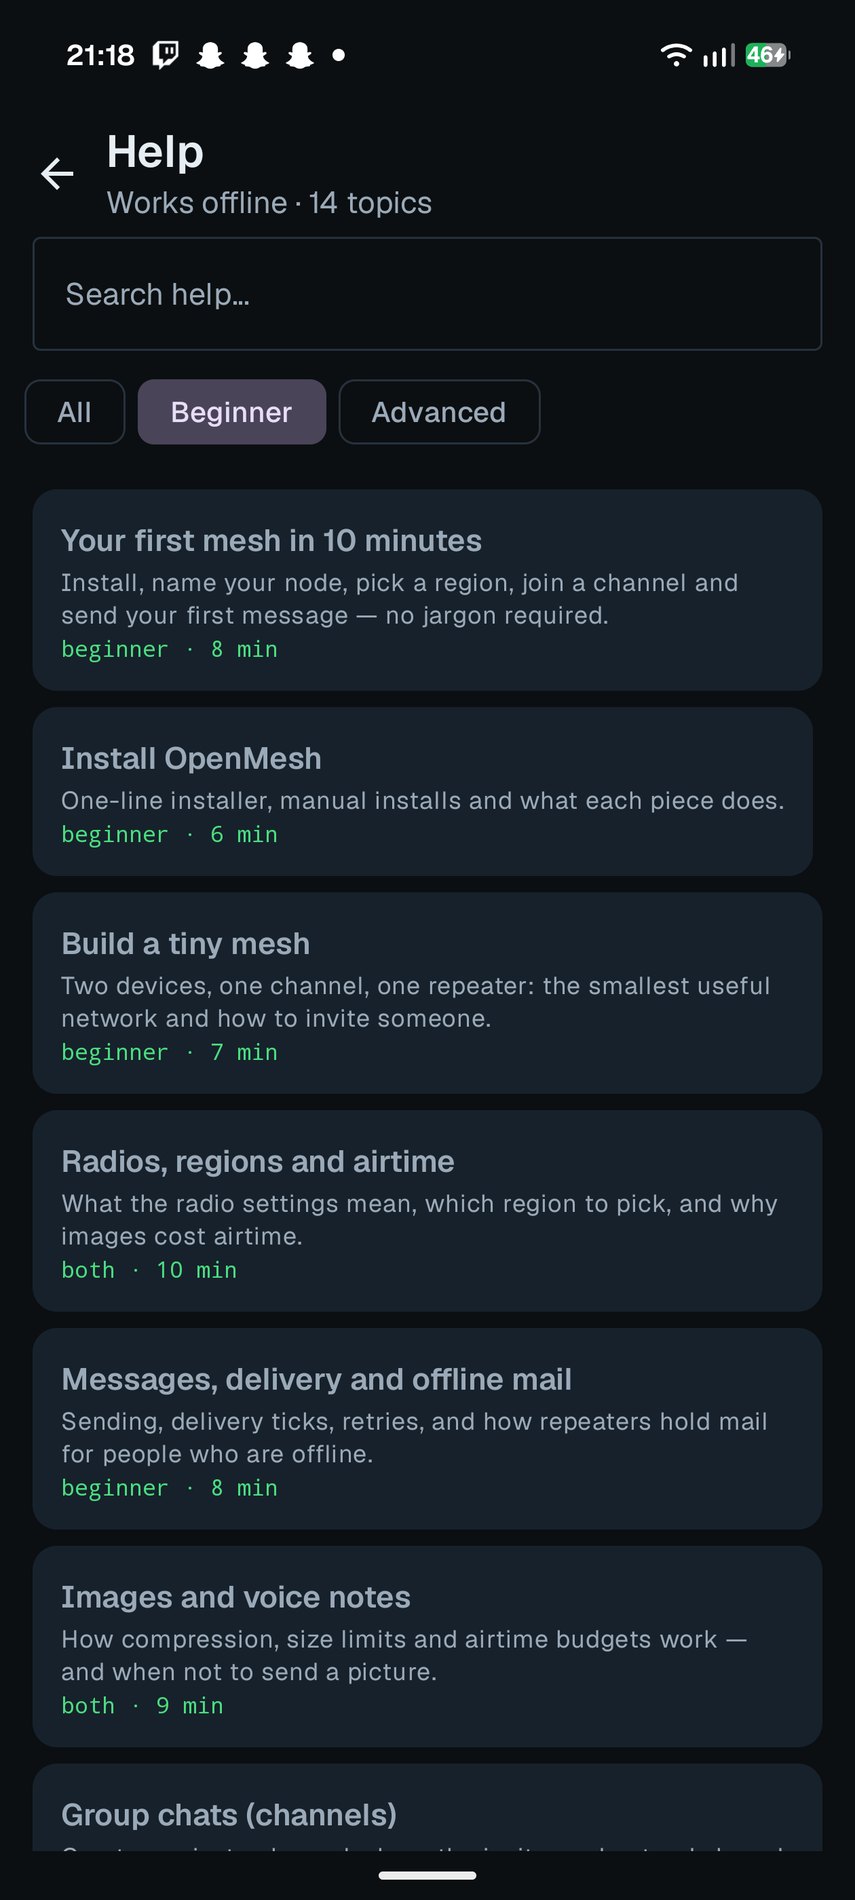 21:18
46
Help
Works offline · 14 topics
Search help...
All
Beginner
Advanced
Your first mesh in 10 minutes
Install, name your node, pick a region, join a channel and
send your first message — no jargon required.
beginner · 8 min
Install OpenMesh
One-line installer, manual installs and what each piece does.
beginner · 6 min
Build a tiny mesh
Two devices, one channel, one repeater: the smallest useful
network and how to invite someone.
beginner · 7 min
Radios, regions and airtime
What the radio settings mean, which region to pick, and why
images cost airtime.
both · 10 min
Messages, delivery and offline mail
Sending, delivery ticks, retries, and how repeaters hold mail
for people who are offline.
beginner · 8 min
Images and voice notes
How compression, size limits and airtime budgets work —
and when not to send a picture.
both · 9 min
Group chats (channels)